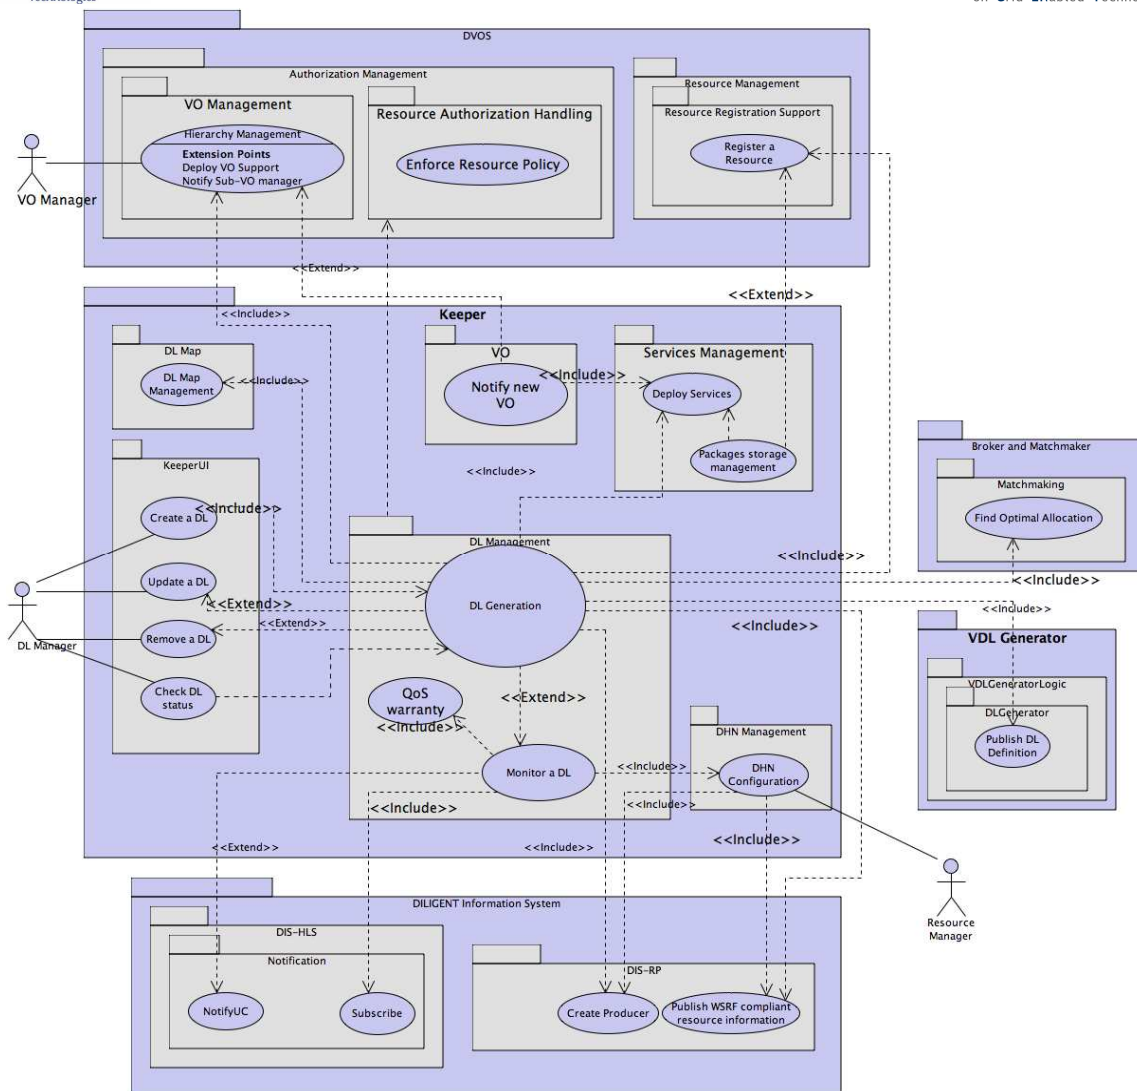 DVOS
Authorization Management
VO Management
Hierarchy Management
Extension Points
Deploy VO Support
Notify Sub-VO manager
Resource Authorization Handling
Enforce Resource Policy
Resource Management
Resource Registration Support
Register a
Resource
VO Manager
<<Extend>>
<<Extend>>
<<Include>>
Keeper
DL Map
DL Map
Management
<<Include>>
VO
Notify new
VO
<<Include>>
Services Management
Deploy Services
Packages storage
management
<<Include>>
KeeperUI
Create a DL
<<Include>>
Update a DL
<<Extend>>
Remove a DL
<<Extend>>
Check DL
status
DL Manager
DL Management
DL Generation
<<Include>>
<<Include>>
<<Include>>
<<Include>>
Broker and Matchmaker
Matchmaking
Find Optimal Allocation
VDL Generator
VDLGeneratorLogic
DLGenerator
Publish DL
Definition
QoS
warranty
<<Extend>>
<<Include>>
Monitor a DL
<<Include>>
<<Include>>
DHN Management
DHN
Configuration
<<Include>>
<<Include>>
<<Extend>>
<<Include>>
Resource
Manager
DILIGENT Information System
DIS-HLS
Notification
NotifyUC
Subscribe
DIS-RP
Create Producer
Publish WSRF compliant
resource information